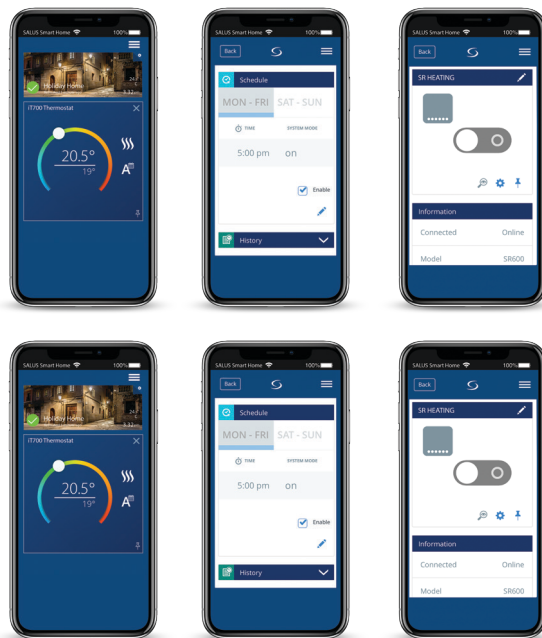 SALUS Smart Home 100%
Holiday Home
iT700 Thermostat
20.5°
19°
A
SALUS Smart Home 100%
Back
Schedule
MON - FRI SAT - SUN
TIME SYSTEM MODE
5:00 pm on
Enable
History
SALUS Smart Home 100%
Back
SR HEATING
Information
Connected Online
Model SR600
SALUS Smart Home 100%
Holiday Home
iT700 Thermostat
20.5°
19°
A
SALUS Smart Home 100%
Back
Schedule
MON - FRI SAT - SUN
TIME SYSTEM MODE
5:00 pm on
Enable
History
SALUS Smart Home 100%
Back
SR HEATING
Information
Connected Online
Model SR600